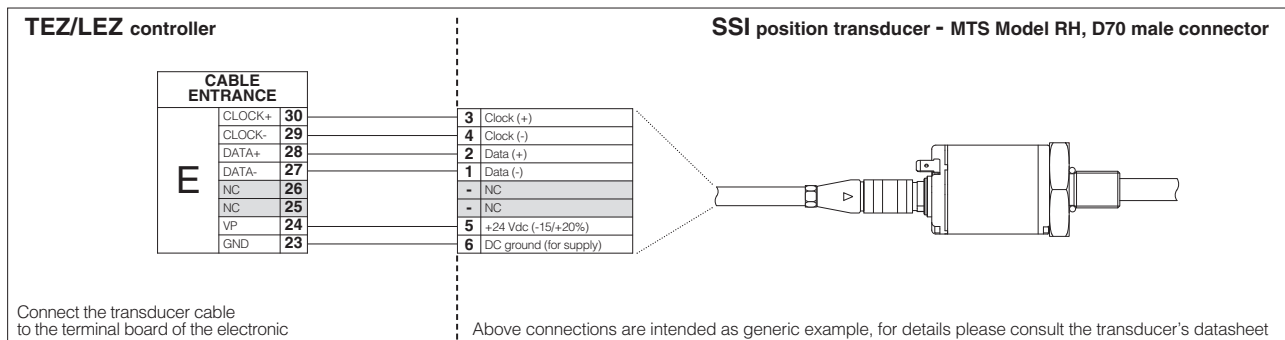 TEZ/LEZ controller
SSI position transducer - MTS Model RH, D70 male connector
CABLE
ENTRANCE
E
CLOCK+ 30
CLOCK- 29
DATA+ 28
DATA- 27
NC 26
NC 25
VP 24
GND 23
3 Clock (+)
4 Clock (-)
2 Data (+)
1 Data (-)
- NC
- NC
5 +24 Vdc (-15/+20%)
6 DC ground (for supply)
Connect the transducer cable
to the terminal board of the electronic
Above connections are intended as generic example, for details please consult the transducer's datasheet